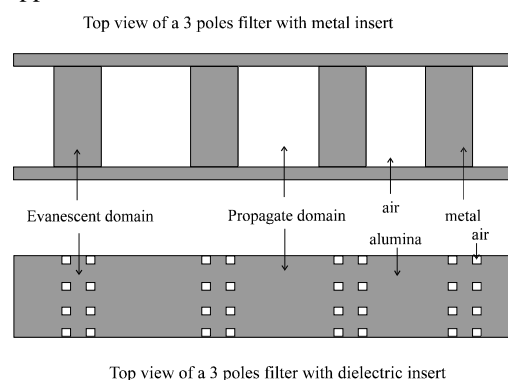 Top view of a 3 poles filter with metal insert
Evanescent domain
Propagate domain
air
metal
alumina
air
Top view of a 3 poles filter with dielectric insert